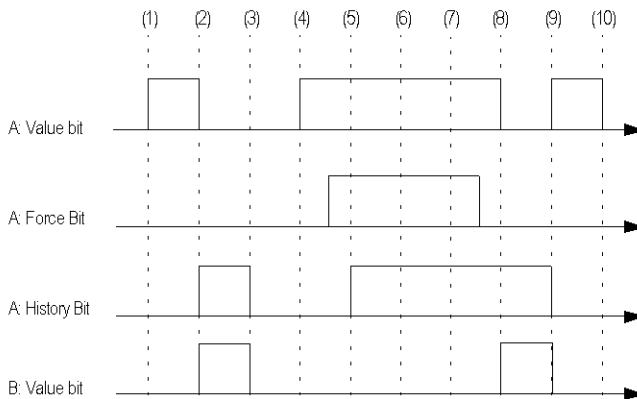 (1) (2) (3) (4) (5) (6) (7) (8) (9) (10)
A: Value bit
A: Force Bit
A: History Bit
B: Value bit